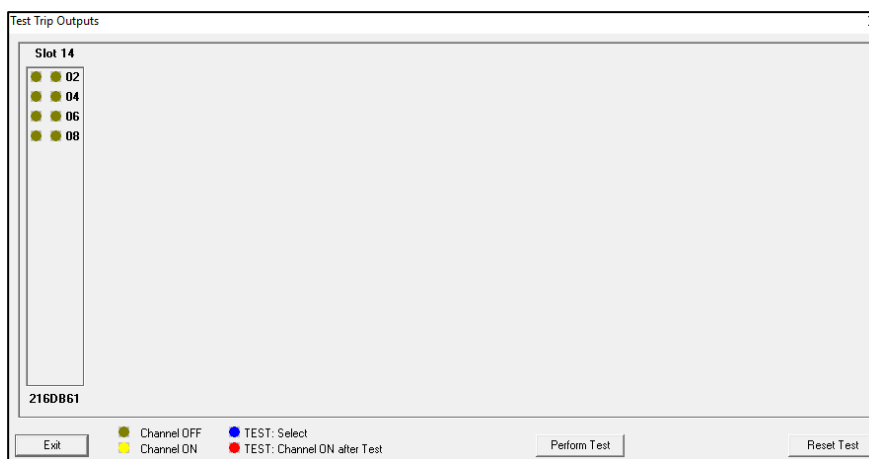 Test Trip Outputs
Slot 14
02
04
06
08
216DB61
Exit
Channel OFF
Channel ON
TEST: Select
TEST: Channel ON after Test
Perform Test
Reset Test